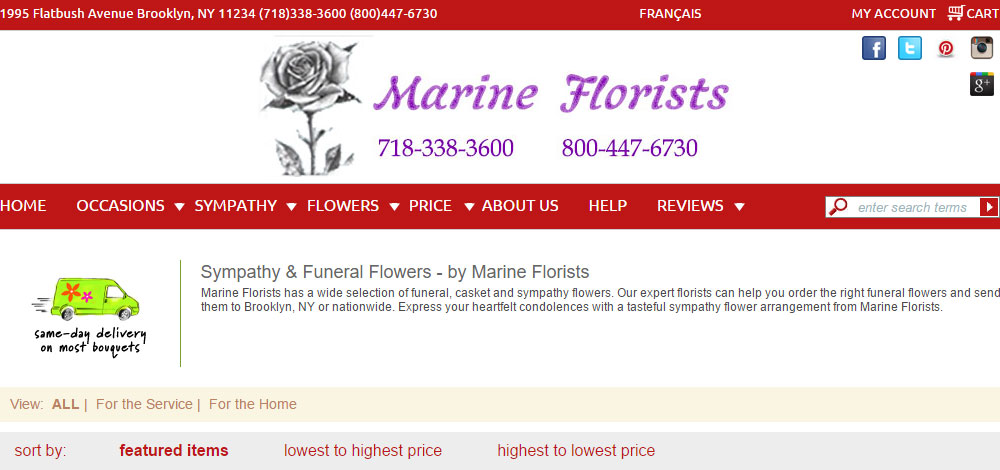 1995 Flatbush Avenue Brooklyn, NY 11234 (718)338-3600 (800)447-6730 FRANÇAIS MY ACCOUNT CART
8+
Marine Florists
718-338-3600 800-447-6730
HOME OCCASIONS SYMPATHY FLOWERS PRICE ABOUT US HELP REVIEWS enter search terms
Sympathy & Funeral Flowers - by Marine Florists
Marine Florists has a wide selection of funeral, casket and sympathy flowers. Our expert florists can help you order the right funeral flowers and send
them to Brooklyn, NY or nationwide. Express your heartfelt condolences with a tasteful sympathy flower arrangement from Marine Florists.
same-day delivery
on most bouquets
View: ALL | For the Service | For the Home
sort by: featured items lowest to highest price highest to lowest price